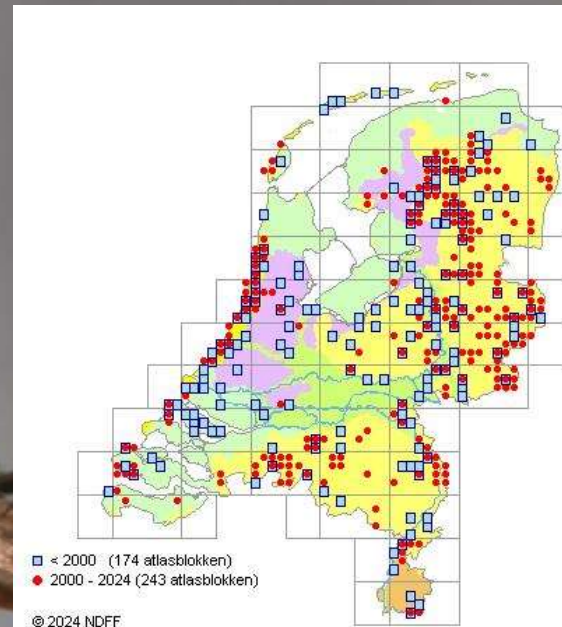 < 2000 (174 atlasblokken)
2000 - 2024 (243 atlasblokken)
© 2024 NDFF